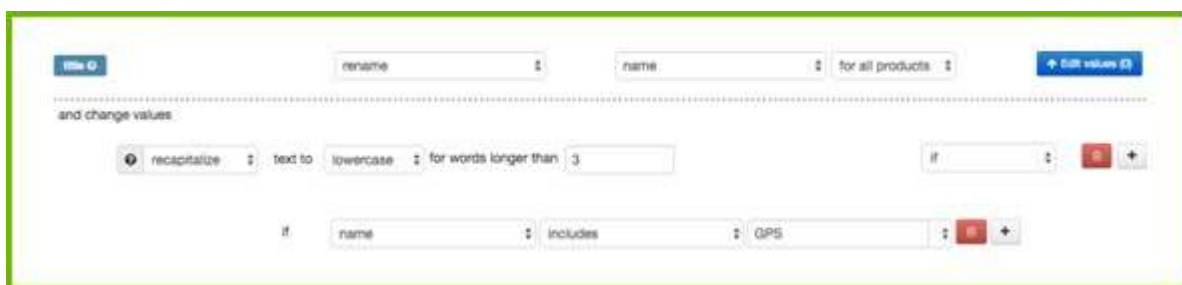 title rename name for all products Edit values (0)
and change values
recapitalize text to lowercase for words longer than 3 if
if name includes GPS